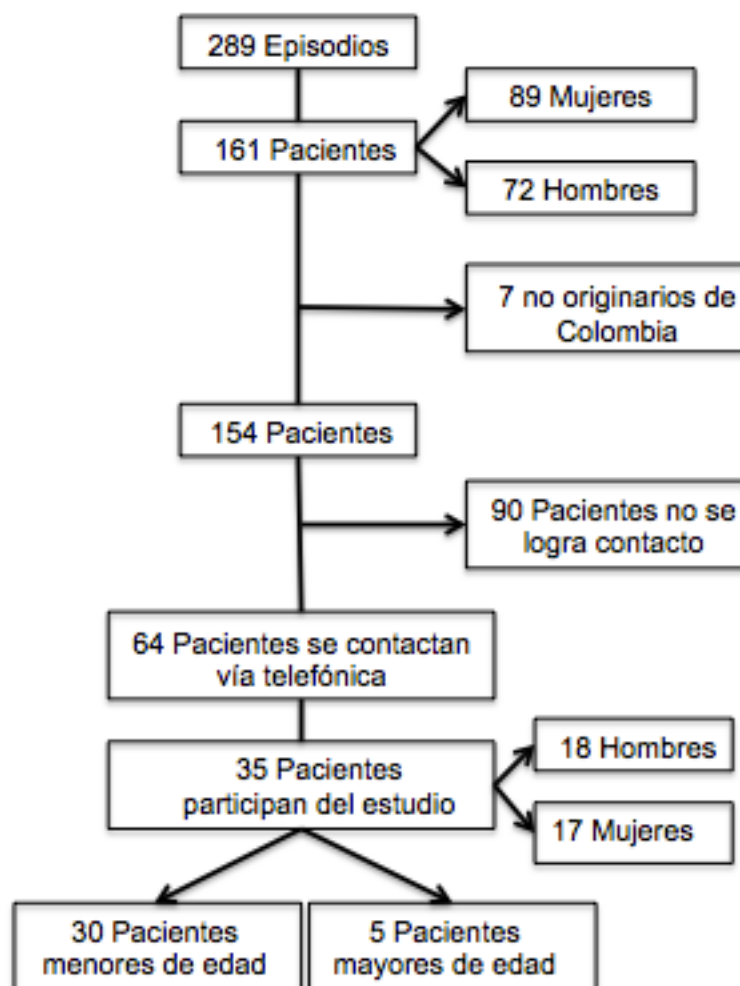 289 Episodios
89 Mujeres
161 Pacientes
72 Hombres
7 no originarios de
Colombia
154 Pacientes
90 Pacientes no se
logra contacto
64 Pacientes se contactan
vía telefónica
18 Hombres
35 Pacientes
participan del estudio
17 Mujeres
30 Pacientes
menores de edad
5 Pacientes
mayores de edad